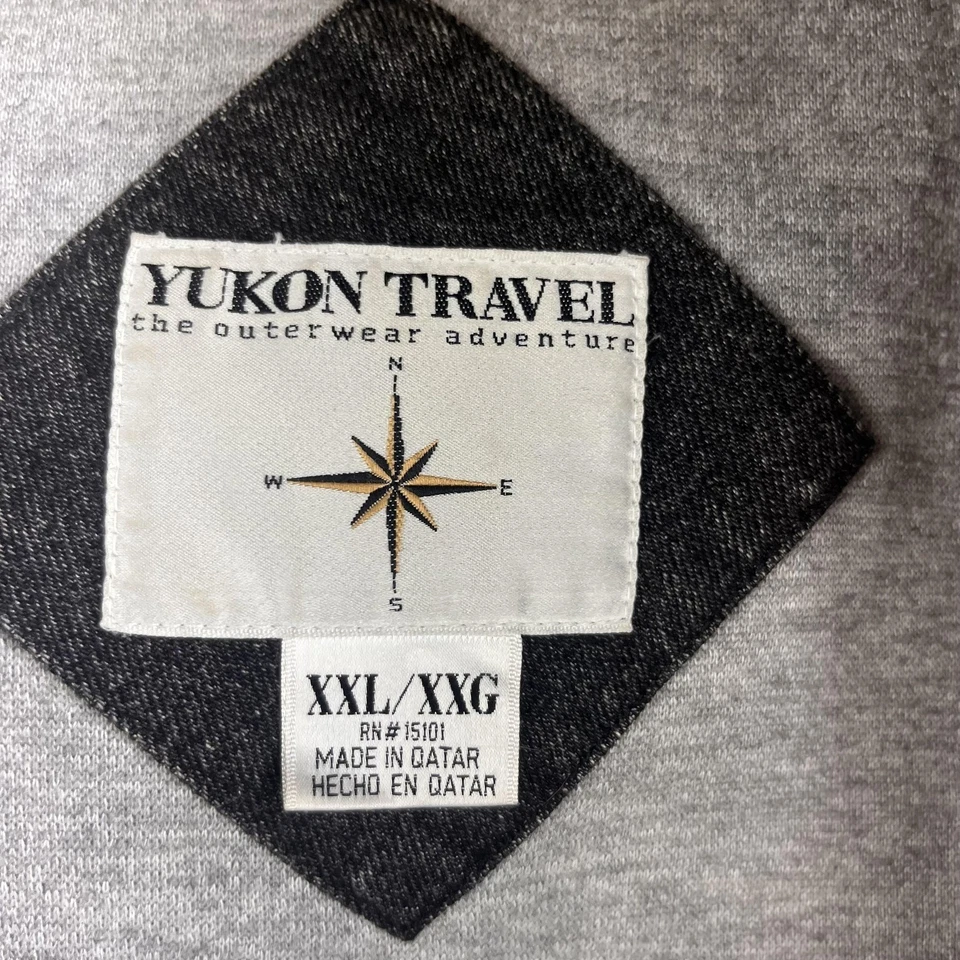 YUKON TRAVEL
the outerwear adventure
N
W E
S
XXL/XXG
RN#15101
MADE IN QATAR
HECHO EN QATAR